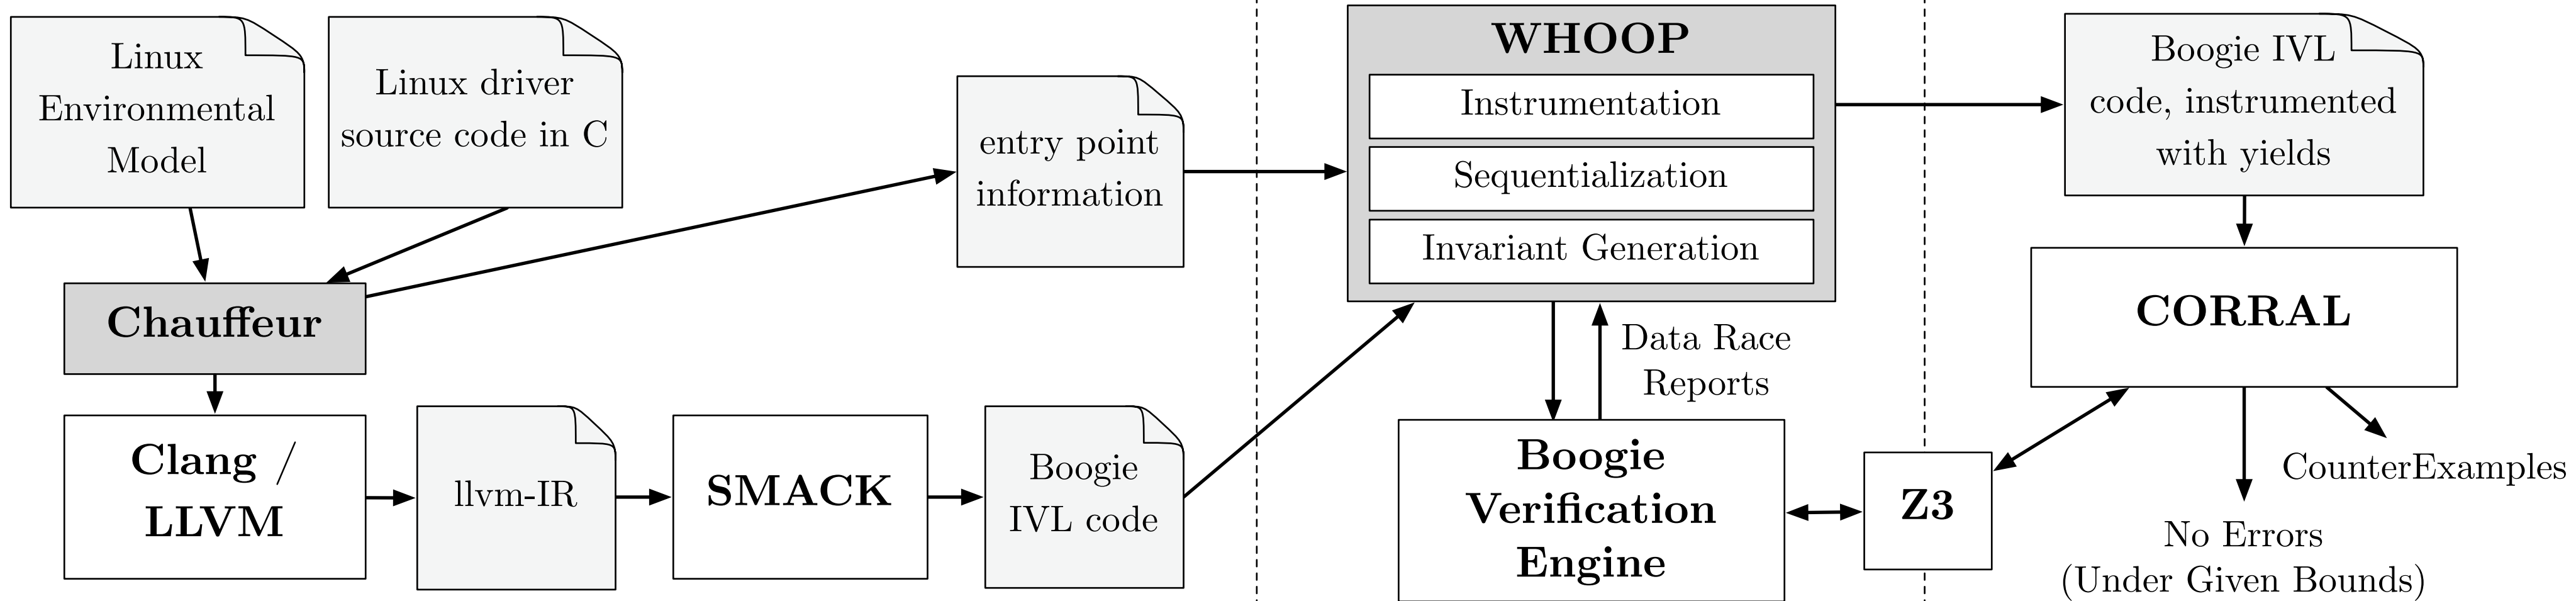 Linux
Environmental
Model
Linux driver
source code in C
Chauffeur
Clang /
LLVM
llvm-IR
SMACK
Boogie
IVL code
entry point
information
WHOOP
Instrumentation
Sequentialization
Invariant Generation
Data Race
Reports
Boogie
Verification
Engine
Z3
Boogie IVL
code, instrumented
with yields
CORRAL
CounterExamples
No Errors
(Under Given Bounds)